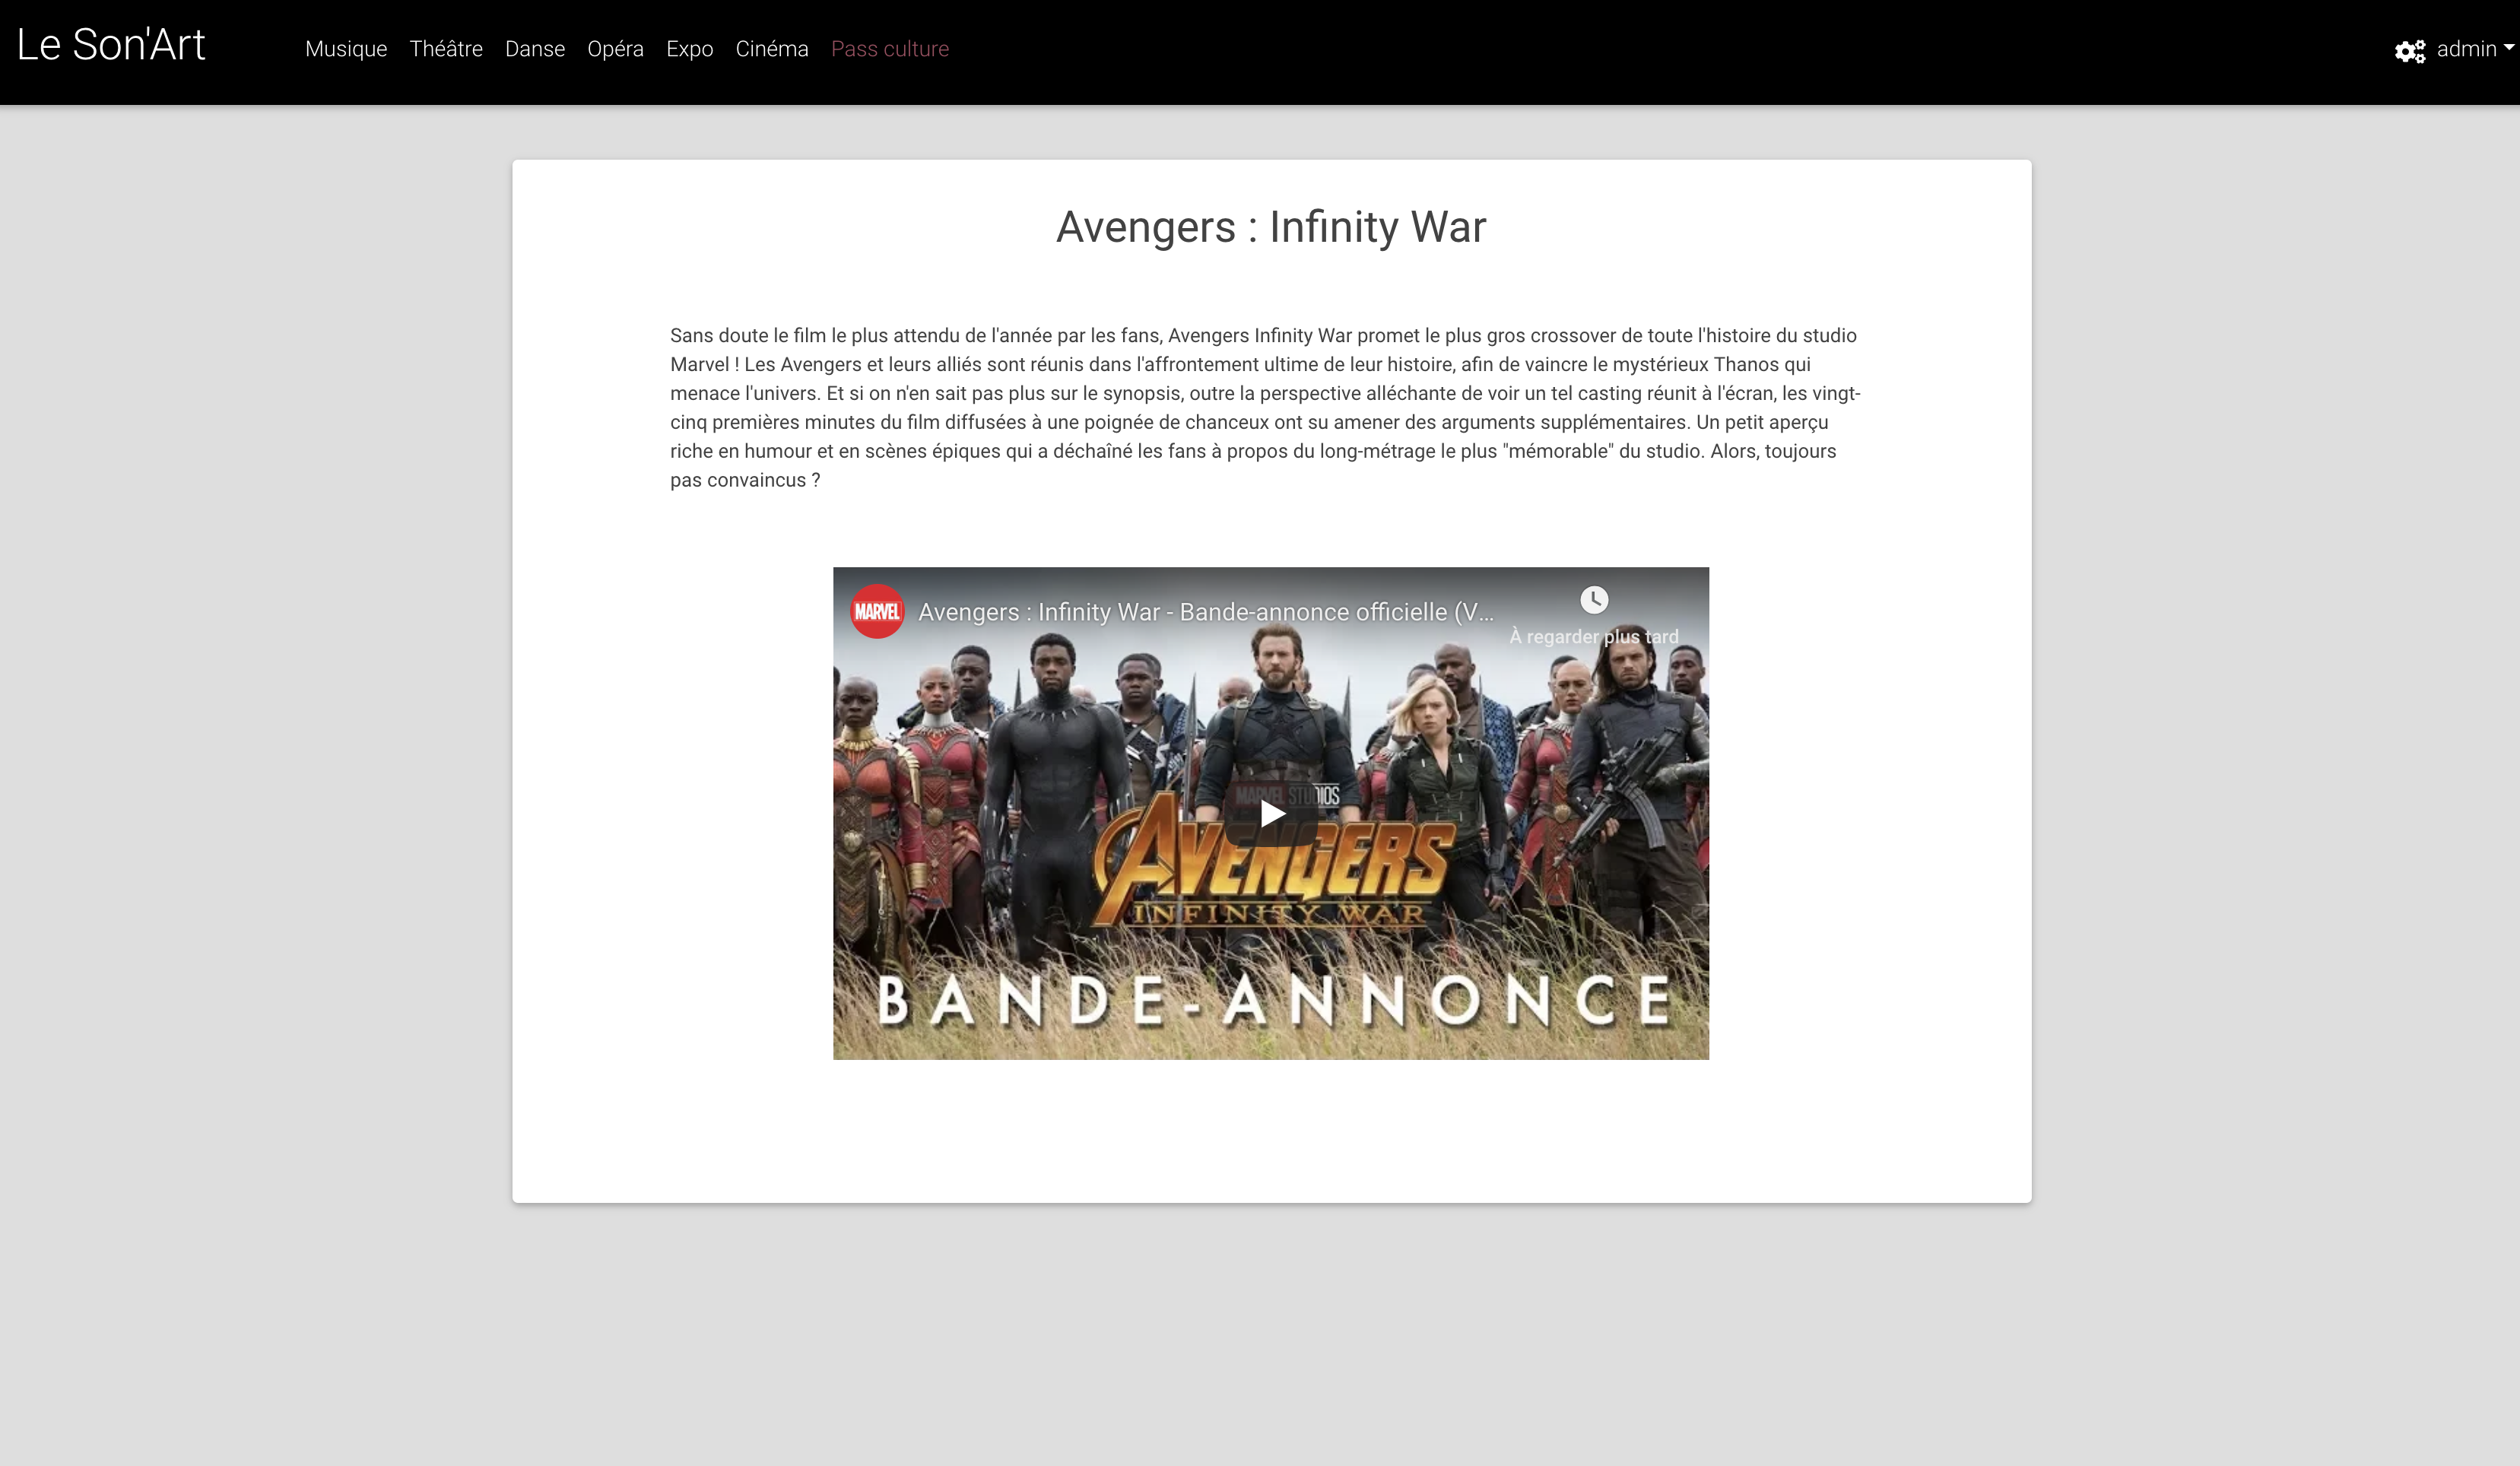 Le Son'Art
Musique Théâtre Danse Opéra Expo Cinéma Pass culture
admin
Avengers : Infinity War
Sans doute le film le plus attendu de l'année par les fans, Avengers Infinity War promet le plus gros crossover de toute l'histoire du studio
Marvel ! Les Avengers et leurs alliés sont réunis dans l'affrontement ultime de leur histoire, afin de vaincre le mystérieux Thanos qui
menace l'univers. Et si on n'en sait pas plus sur le synopsis, outre la perspective alléchante de voir un tel casting réunit à l'écran, les vingt-
cinq premières minutes du film diffusées à une poignée de chanceux ont su amener des arguments supplémentaires. Un petit aperçu
riche en humour et en scènes épiques qui a déchaîné les fans à propos du long-métrage le plus "mémorable" du studio. Alors, toujours
pas convaincus ?
MARVEL
Avengers : Infinity War - Bande-annonce officielle (V...
À regarder plus tard
MARVEL STUDIOS
AVENGERS
INFINITY WAR
BANDE-ANNONCE